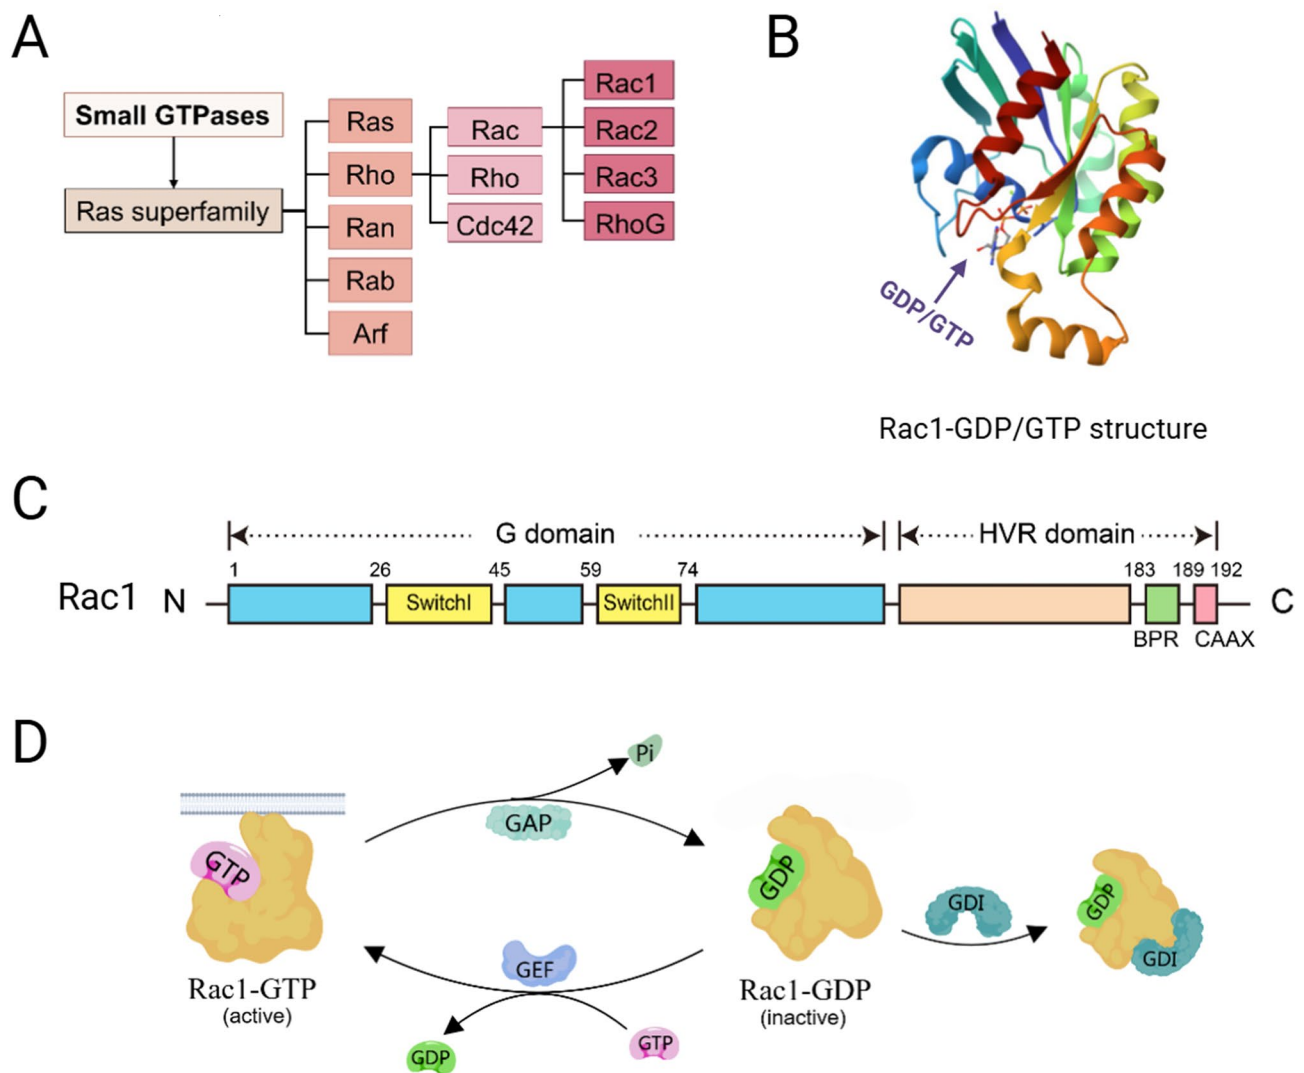 A
Small GTPases
Ras superfamily
Ras
Rho
Ran
Rab
Arf
Rac
Rho
Cdc42
Rac1
Rac2
Rac3
RhoG
B
GDP/GTP
Rac1-GDP/GTP structure
C
G domain
HVR domain
1 26 45 59 74 183 189 192
Rac1 N SwitchI SwitchII C
BPR CAAX
D
Pi
GAP
GTP
GDP
GDI
GDP
GDI
GEF
Rac1-GTP
(active)
Rac1-GDP
(inactive)
GDP
GTP